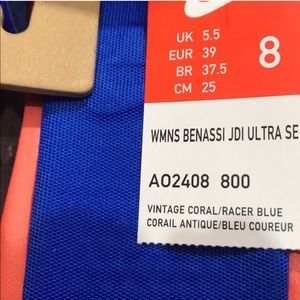 UK 5.5
EUR 39
BR 37.5
CM 25
8
WMNS BENASSI JDI ULTRA SE
AO2408 800
VINTAGE CORAL/RACER BLUE
CORAIL ANTIQUE/BLEU COUREUR